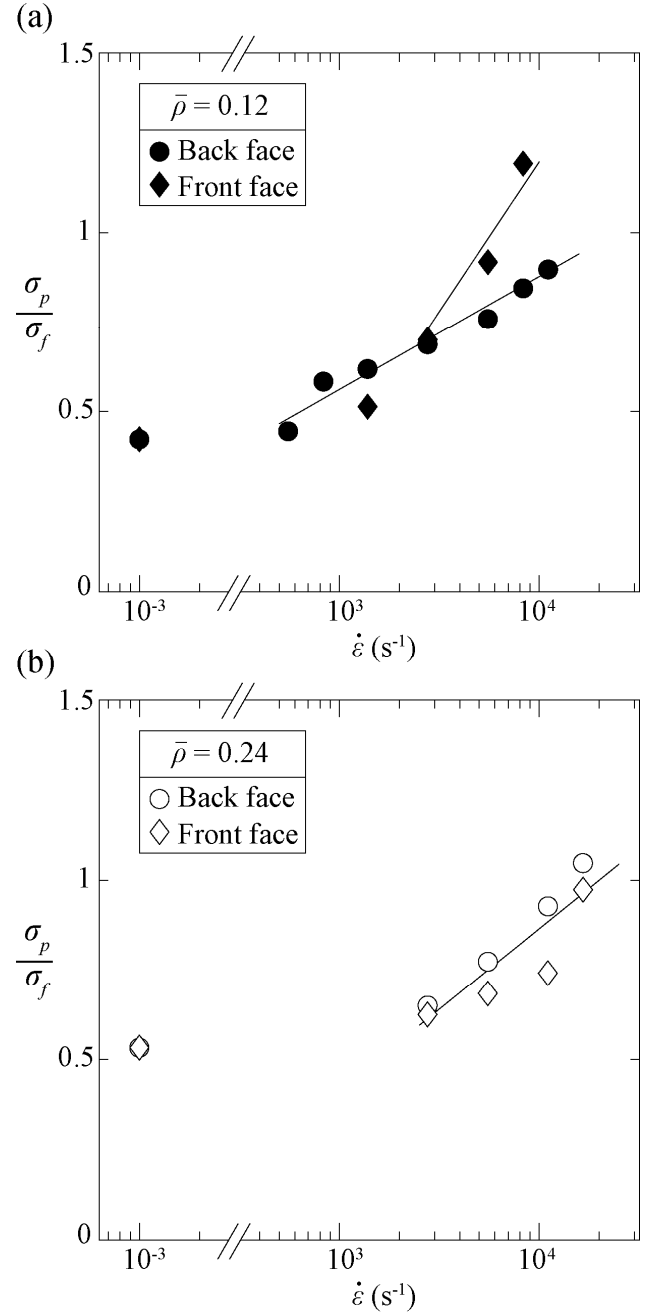 (a)
1.5
ρ̄ = 0.12
Back face
Front face
1
σp
σf
0.5
0
10⁻³ 10³ 10⁴
ε̇ (s⁻¹)
(b)
1.5
ρ̄ = 0.24
Back face
Front face
1
σp
σf
0.5
0
10⁻³ 10³ 10⁴
ε̇ (s⁻¹)